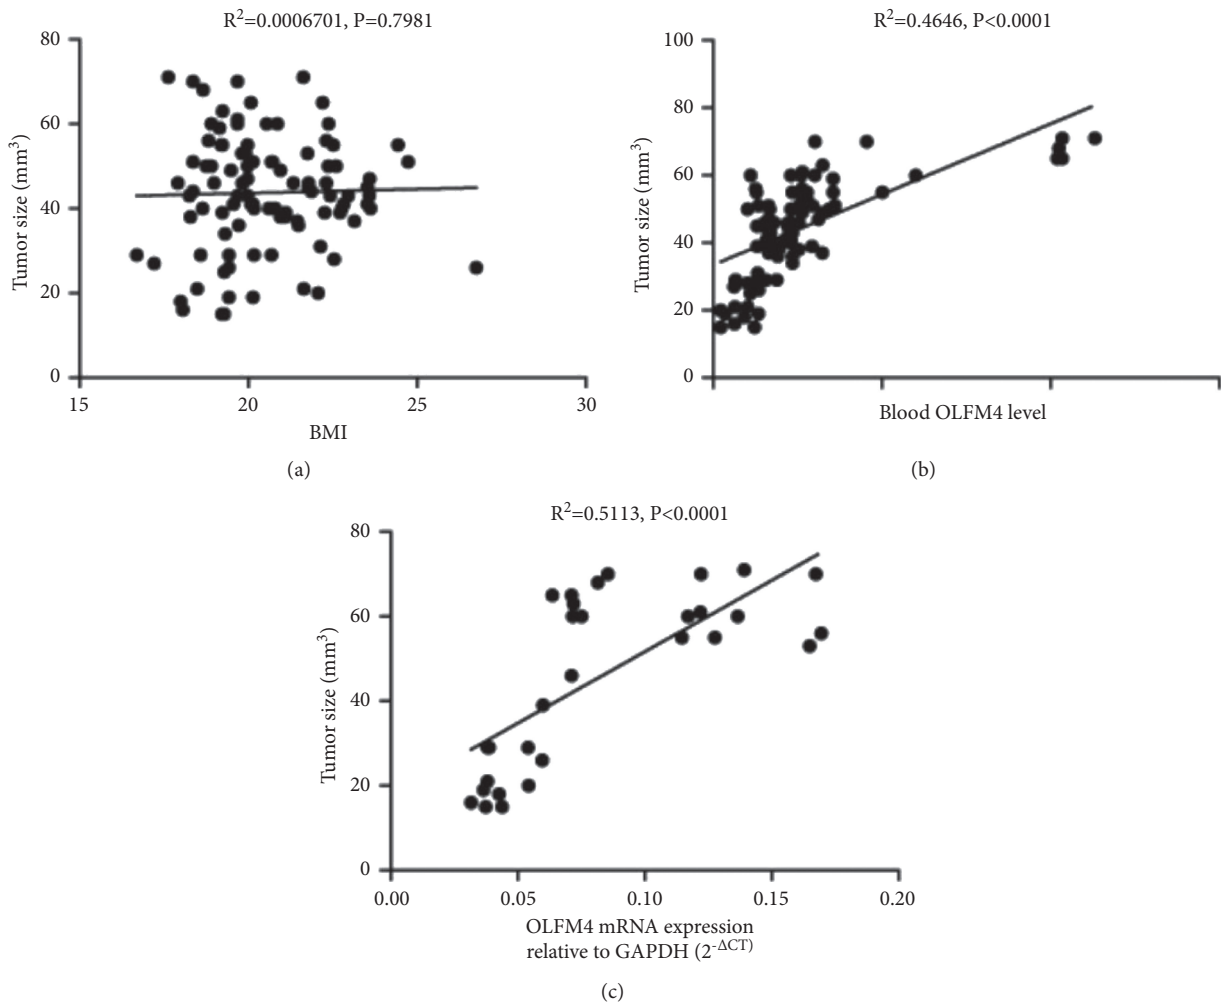 R²=0.0006701, P=0.7981
80
60
40
20
0
15 20 25 30
Tumor size (mm³)
BMI
(a)
R²=0.4646, P<0.0001
100
80
60
40
20
0
Tumor size (mm³)
Blood OLFM4 level
(b)
R²=0.5113, P<0.0001
80
60
40
20
0
0.00 0.05 0.10 0.15 0.20
Tumor size (mm³)
OLFM4 mRNA expression
relative to GAPDH (2⁻ΔCT)
(c)